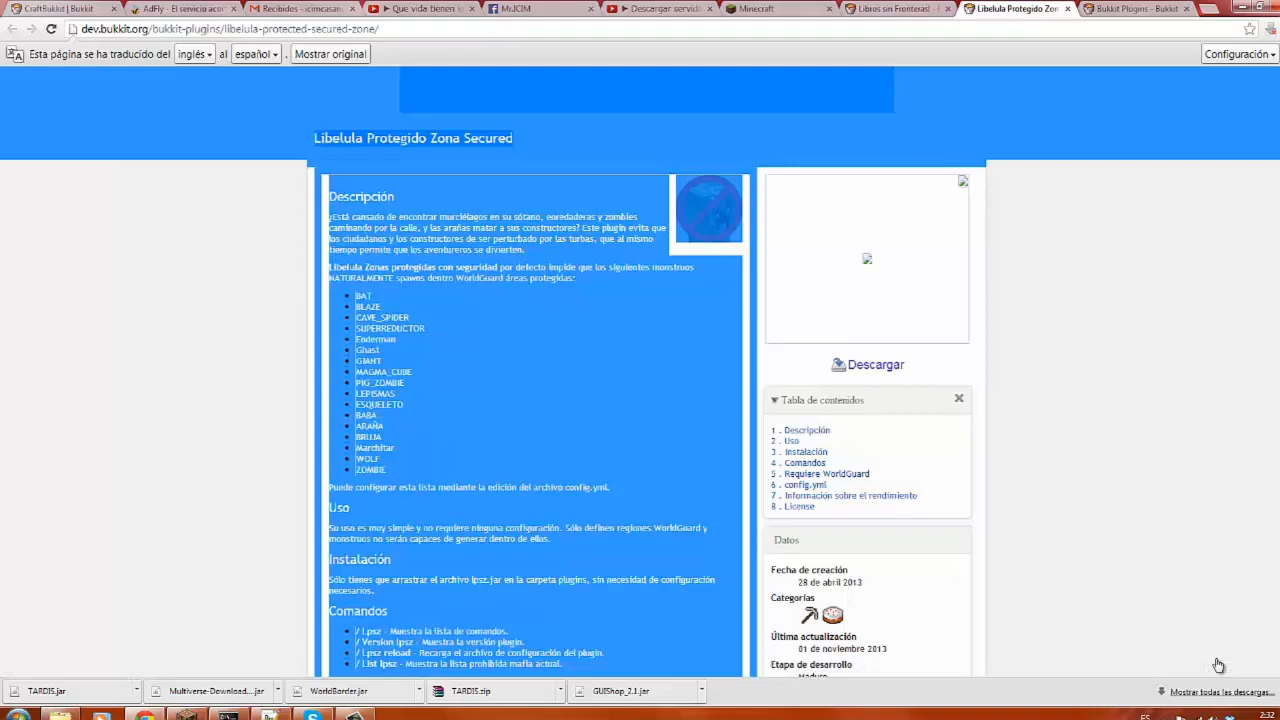 CraftBukkit | Bukkit
AdFly - El servicio acor
Recibidos - scimcasan
Que vida tienen l
Mr.JCIM
Descargar servido
Minecraft
Libros sin Fronteras! -
Libelula Protegido Zon
Bukkit Plugins - Bukkit
dev.bukkit.org/bukkit-plugins/libelula-protected-secured-zone/
Esta página se ha traducido del inglés al español . Mostrar original
Configuración
Libelula Protegido Zona Secured
Descripción
¿Está cansado de encontrar murciélagos en su sótano, enredaderas y zombies
caminando por la calle, y las arañas matar a sus constructores? Este plugin evita que
los ciudadanos y los constructores de ser perturbado por las turbas, que al mismo
tiempo permite que los aventureros se divierten.
Libelula Zonas protegidas con seguridad por defecto impide que los siguientes monstruos
NATURALMENTE spawns dentro WorldGuard áreas protegidas:
BAT
BLAZE
CAVE_SPIDER
SUPERREDUCTOR
Enderman
Ghast
GIANT
MAGMA_CUBE
PIG_ZOMBIE
LEPISMAS
ESQUELETO
BABA
ARAÑA
BRUJA
Marchitar
WOLF
ZOMBIE
Puede configurar esta lista mediante la edición del archivo config.yml.
Uso
Su uso es muy simple y no requiere ninguna configuración. Sólo definen regiones WorldGuard y
monstruos no serán capaces de generar dentro de ellos.
Instalación
Sólo tienes que arrastrar el archivo lpsz.jar en la carpeta plugins, sin necesidad de configuración
necesarios.
Comandos
/ Lpsz - Muestra la lista de comandos.
/ Version lpsz - Muestra la versión plugin.
/ Lpsz reload - Recarga el archivo de configuración del plugin.
/ List lpsz - Muestra la lista prohibida mafia actual.
Descargar
Tabla de contenidos
1 . Descripción
2 . Uso
3 . Instalación
4 . Comandos
5 . Requiere WorldGuard
6 . config.yml
7 . Información sobre el rendimiento
8 . License
Datos
Fecha de creación
28 de abril 2013
Categorías
Última actualización
01 de noviembre 2013
Etapa de desarrollo
Maduro
TARDIS.jar
Multiverse-Download....jar
WorldBorder.jar
TARDIS.zip
GUIShop_2.1.jar
Mostrar todas las descargas...
ES
2:32